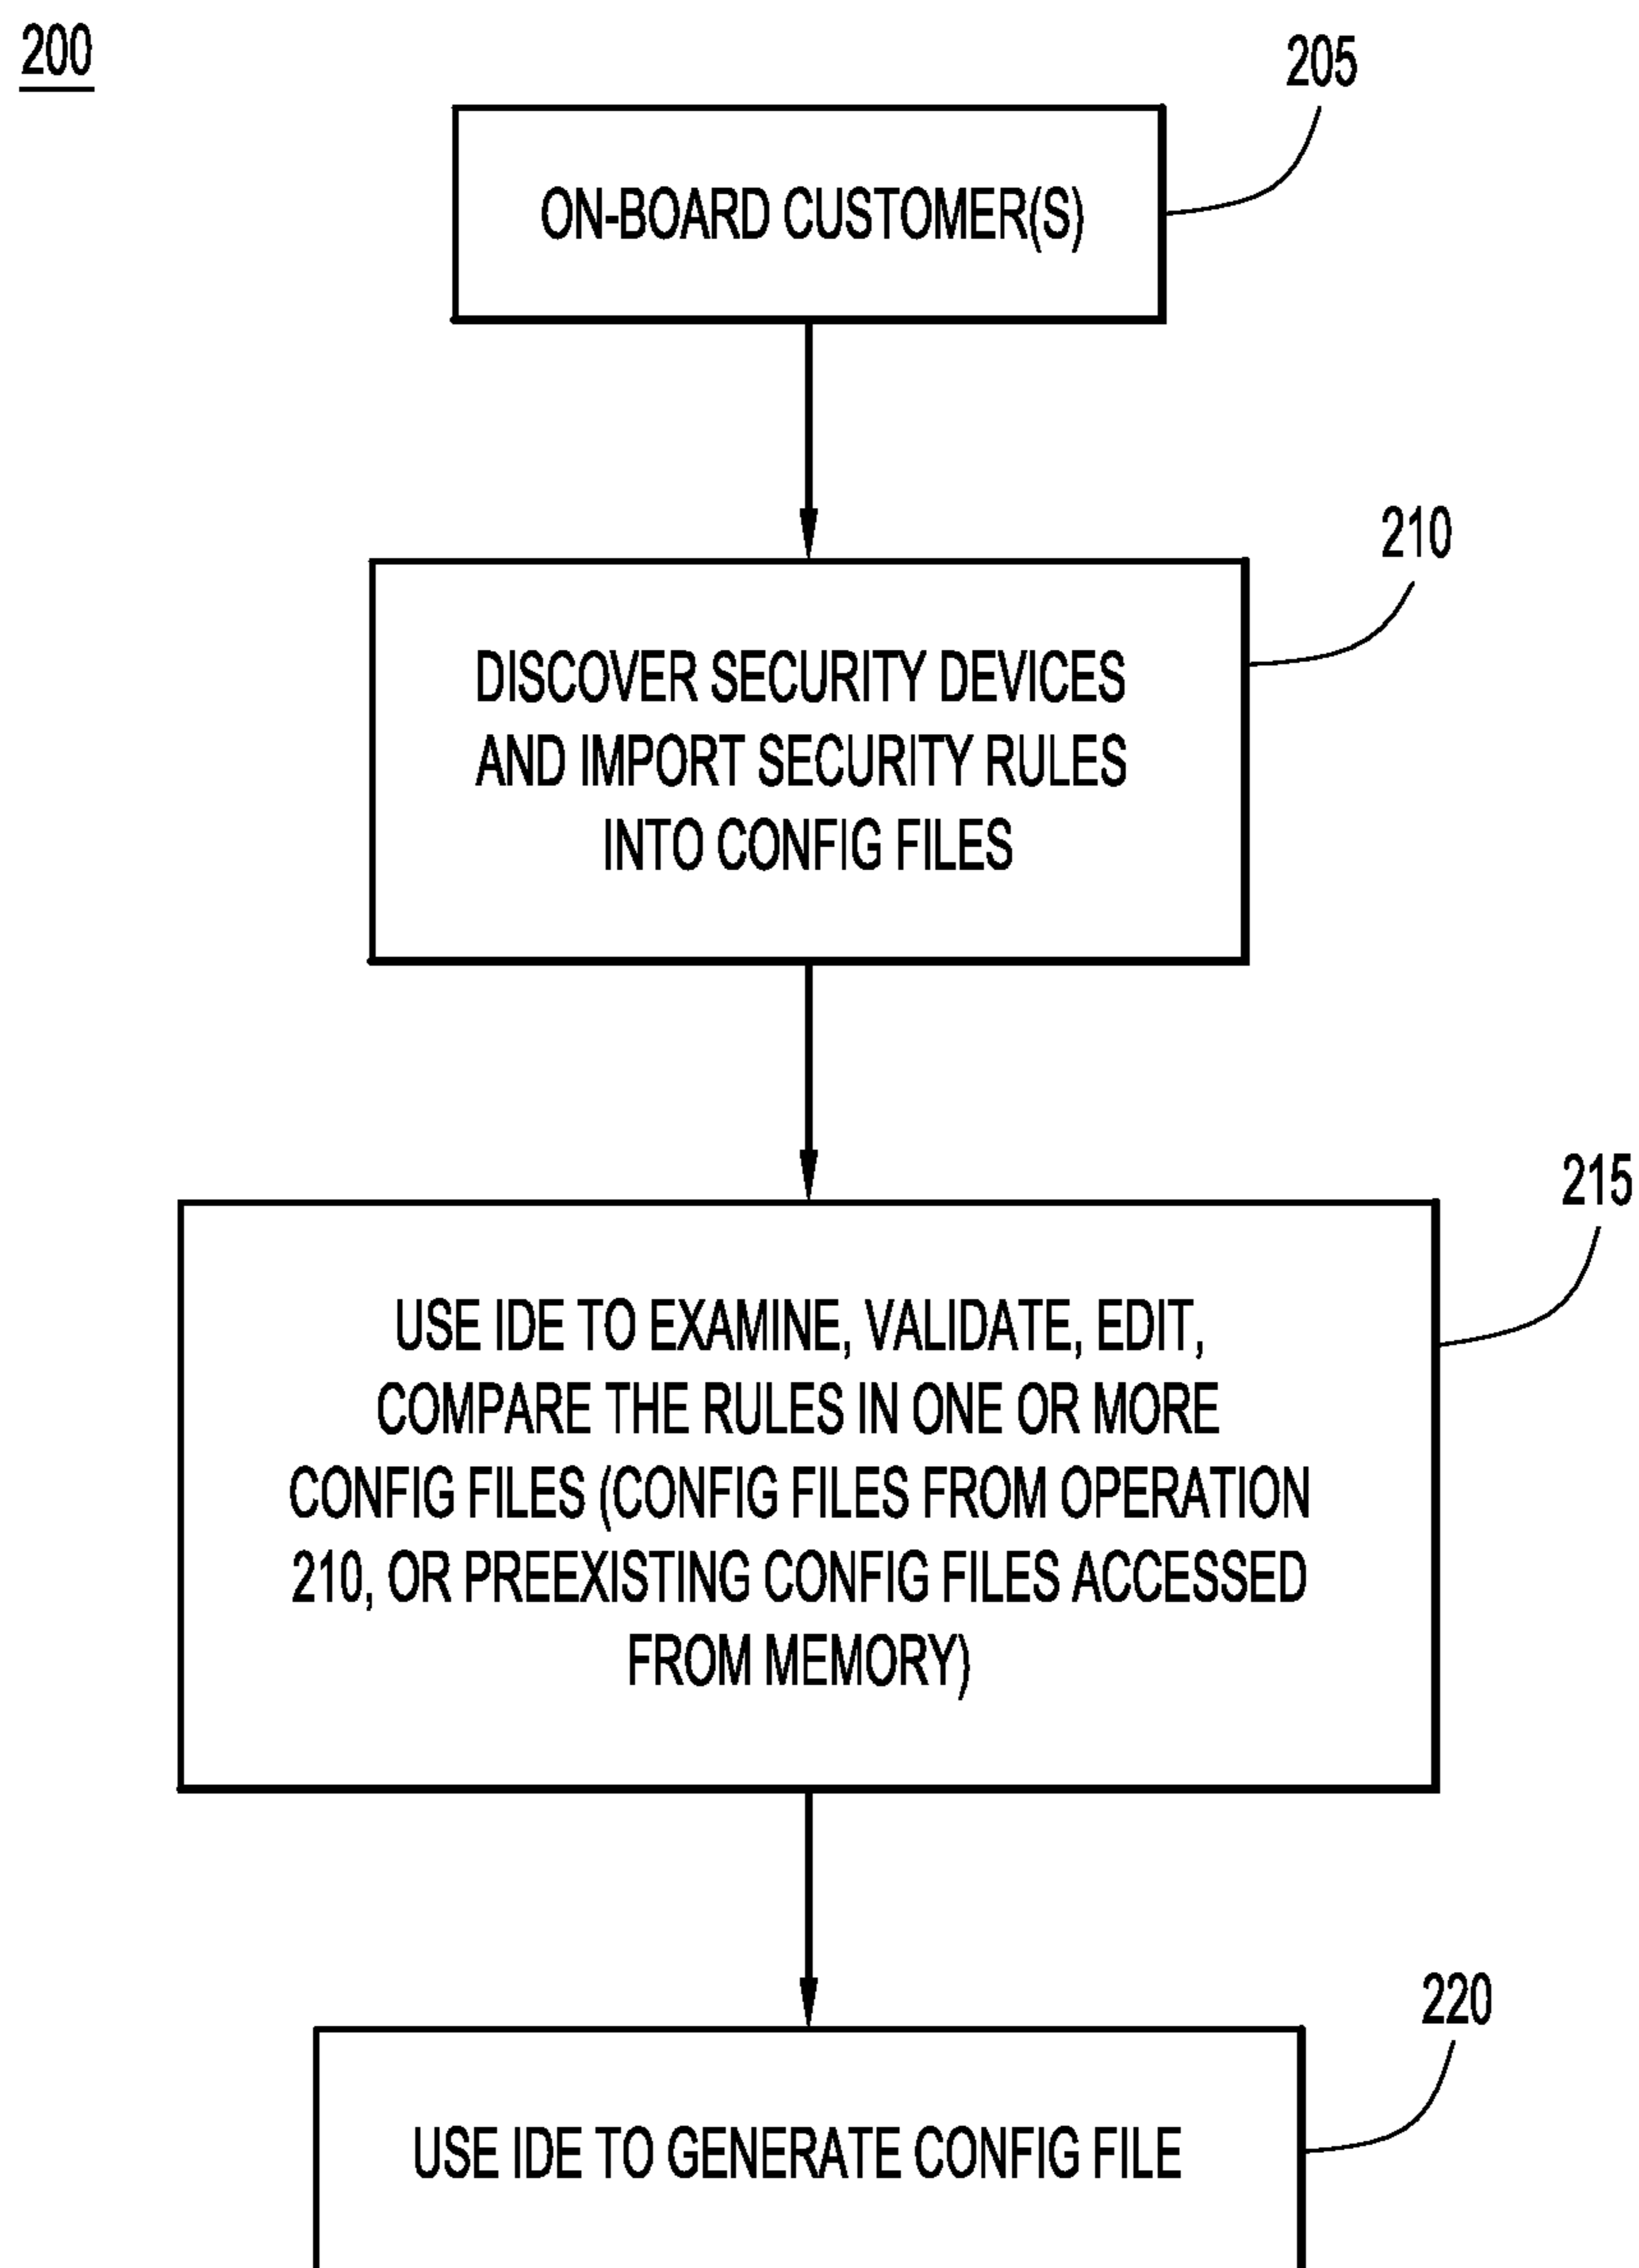 200
205
ON-BOARD CUSTOMER(S)
210
DISCOVER SECURITY DEVICES
AND IMPORT SECURITY RULES
INTO CONFIG FILES
215
USE IDE TO EXAMINE, VALIDATE, EDIT,
COMPARE THE RULES IN ONE OR MORE
CONFIG FILES (CONFIG FILES FROM OPERATION
210, OR PREEXISTING CONFIG FILES ACCESSED
FROM MEMORY)
220
USE IDE TO GENERATE CONFIG FILE